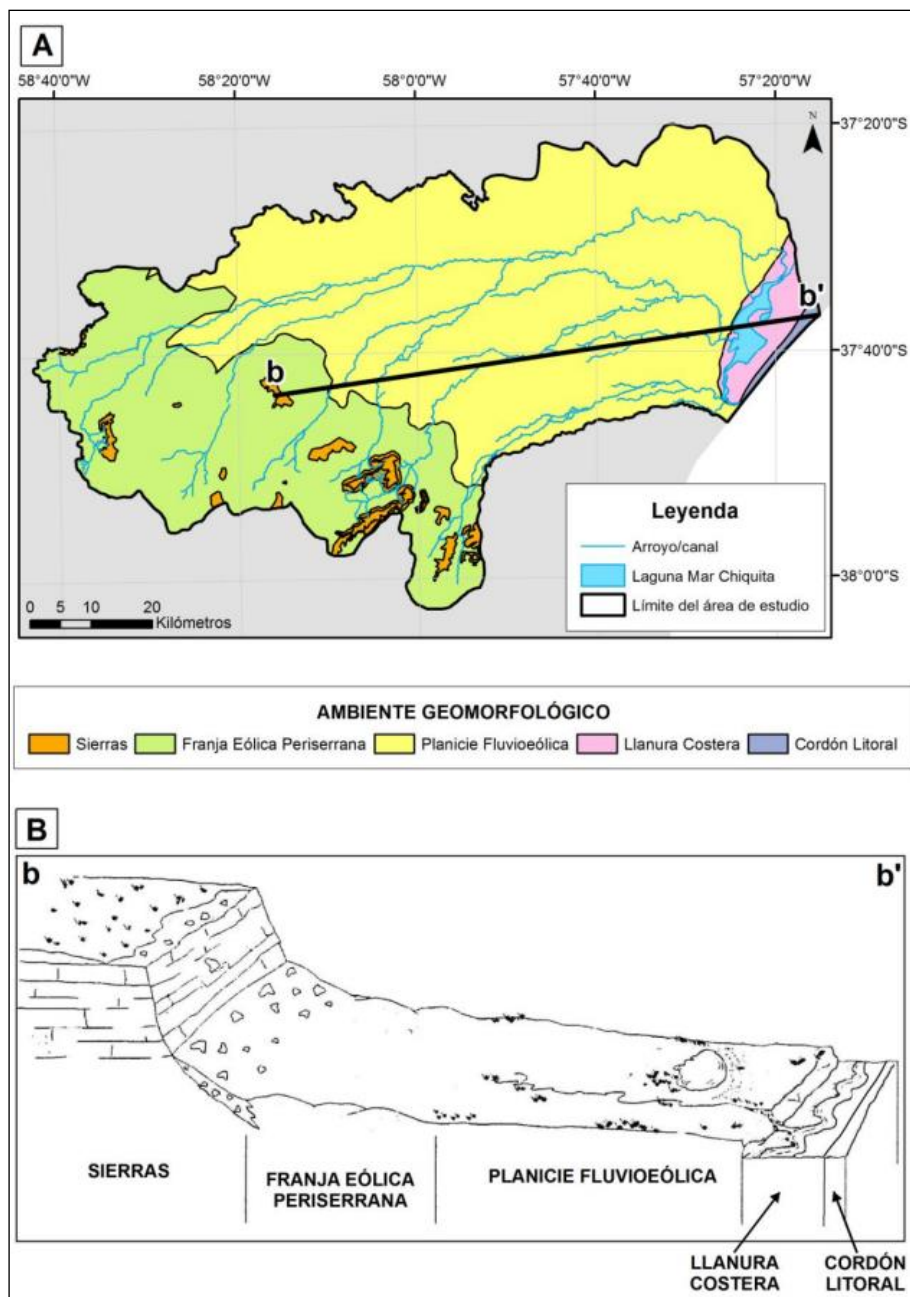 A
58°40'0"W 58°20'0"W 58°0'0"W 57°40'0"W 57°20'0"W
N
37°20'0"S
b'
37°40'0"S
b
Leyenda
Arroyo/canal
Laguna Mar Chiquita
Límite del área de estudio
38°0'0"S
0 5 10 20
Kilómetros
AMBIENTE GEOMORFOLÓGICO
Sierras Franja Eólica Periserrana Planicie Fluvioeólica Llanura Costera Cordón Litoral
B
b b'
SIERRAS
FRANJA EÓLICA
PERISERRANA
PLANICIE FLUVIOEÓLICA
LLANURA
COSTERA
CORDÓN
LITORAL